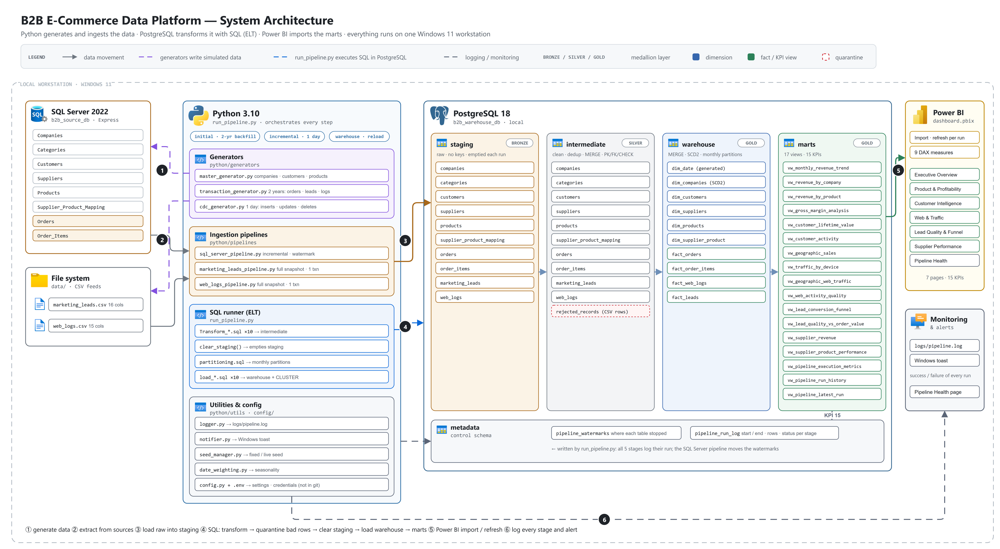 B2B E-Commerce Data Platform — System Architecture
Python generates and ingests the data · PostgreSQL transforms it with SQL (ELT) · Power BI imports the marts · everything runs on one Windows 11 workstation
LEGEND data movement generators write simulated data run_pipeline.py executes SQL in PostgreSQL logging / monitoring BRONZE / SILVER / GOLD medallion layer dimension fact / KPI view quarantine
LOCAL WORKSTATION · WINDOWS 11
SQL Server 2022
b2b_source_db · Express
Companies
Categories
Customers
Suppliers
Products
Supplier_Product_Mapping
Orders
Order_Items
File system
data/ · CSV feeds
marketing_leads.csv 16 cols
web_logs.csv 15 cols
1
2
Python 3.10
run_pipeline.py · orchestrates every step
initial · 2-yr backfill
incremental · 1 day
warehouse · reload
Generators
python/generators
master_generator.py companies · customers · products
transaction_generator.py 2 years: orders · leads · logs
cdc_generator.py 1 day: inserts · updates · deletes
Ingestion pipelines
python/pipelines
sql_server_pipeline.py incremental · watermark
marketing_leads_pipeline.py full snapshot · 1 txn
web_logs_pipeline.py full snapshot · 1 txn
SQL runner (ELT)
run_pipeline.py
Transform_*.sql ×10 → intermediate
clear_staging() → empties staging
partitioning.sql → monthly partitions
load_*.sql ×10 → warehouse + CLUSTER
Utilities & config
python/utils · config/
logger.py → logs/pipeline.log
notifier.py → Windows toast
seed_manager.py → fixed / live seed
date_weighting.py → seasonality
config.py + .env → settings · credentials (not in git)
3
4
PostgreSQL 18
b2b_warehouse_db · local
staging BRONZE
raw · no keys · emptied each run
companies
categories
customers
suppliers
products
supplier_product_mapping
orders
order_items
marketing_leads
web_logs
intermediate SILVER
clean · dedup · MERGE · PK/FK/CHECK
companies
categories
customers
suppliers
products
supplier_product_mapping
orders
order_items
marketing_leads
web_logs
rejected_records (CSV rows)
warehouse GOLD
MERGE · SCD2 · monthly partitions
dim_date (generated)
dim_companies (SCD2)
dim_customers
dim_suppliers
dim_products
dim_supplier_product
fact_orders
fact_order_items
fact_web_logs
fact_leads
marts GOLD
17 views · 15 KPIs
vw_monthly_revenue_trend
vw_revenue_by_company
vw_revenue_by_product
vw_gross_margin_analysis
vw_customer_lifetime_value
vw_customer_activity
vw_geographic_sales
vw_traffic_by_device
vw_geographic_web_traffic
vw_web_activity_quality
vw_lead_conversion_funnel
vw_lead_quality_vs_order_value
vw_supplier_revenue
vw_supplier_product_performance
vw_pipeline_execution_metrics
vw_pipeline_run_history
vw_pipeline_latest_run
KPI 15
metadata
control schema
pipeline_watermarks where each table stopped
pipeline_run_log start / end · rows · status per stage
← written by run_pipeline.py: all 5 stages log their run; the SQL Server pipeline moves the watermarks
5
Power BI
dashboard.pbix
Import · refresh per run
9 DAX measures
Executive Overview
Product & Profitability
Customer Intelligence
Web & Traffic
Lead Quality & Funnel
Supplier Performance
Pipeline Health
7 pages · 15 KPIs
Monitoring
& alerts
logs/pipeline.log
Windows toast
success / failure of every run
Pipeline Health page
6
① generate data ② extract from sources ③ load raw into staging ④ SQL: transform → quarantine bad rows → clear staging → load warehouse → marts ⑤ Power BI import / refresh ⑥ log every stage and alert